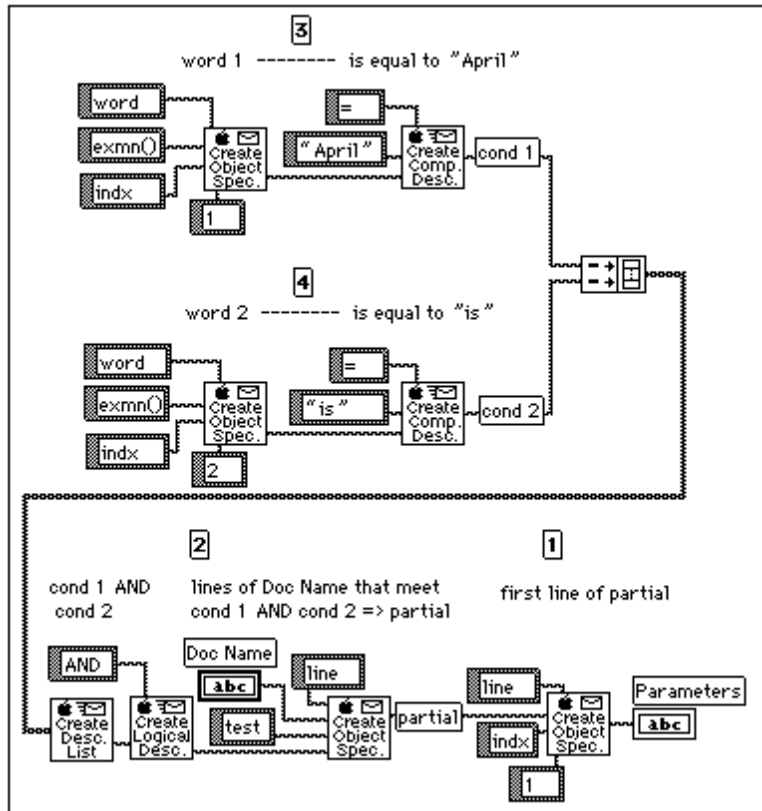 3
word 1 -------- is equal to "April"
word
=
exmn()
Create
Object
Spec.
"April"
Create
Comp.
Desc.
cond 1
indx
1
4
word 2 -------- is equal to "is"
word
=
exmn()
Create
Object
Spec.
"is"
Create
Comp.
Desc.
cond 2
indx
2
2
1
cond 1 AND
cond 2
lines of Doc Name that meet
cond 1 AND cond 2 => partial
first line of partial
AND
Doc Name
abc
line
test
Create
Desc.
List
Create
Logical
Desc.
Create
Object
Spec.
partial
line
indx
Create
Object
Spec.
1
Parameters
abc